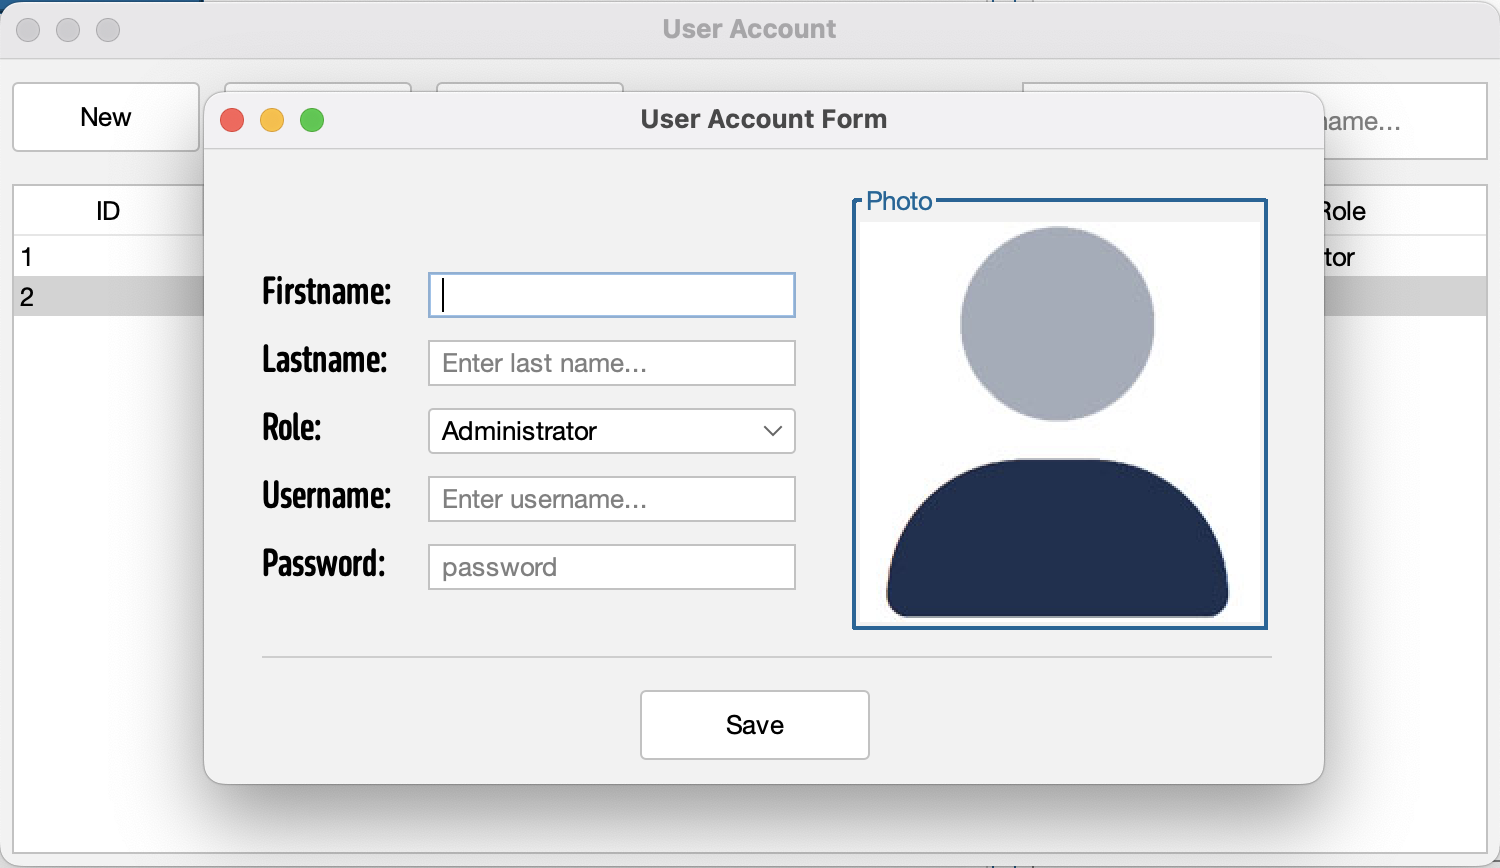 User Account
New
name...
ID
Role
1
tor
2
User Account Form
Photo
Firstname:
Lastname:
Enter last name...
Role:
Administrator
Username:
Enter username...
Password:
password
Save